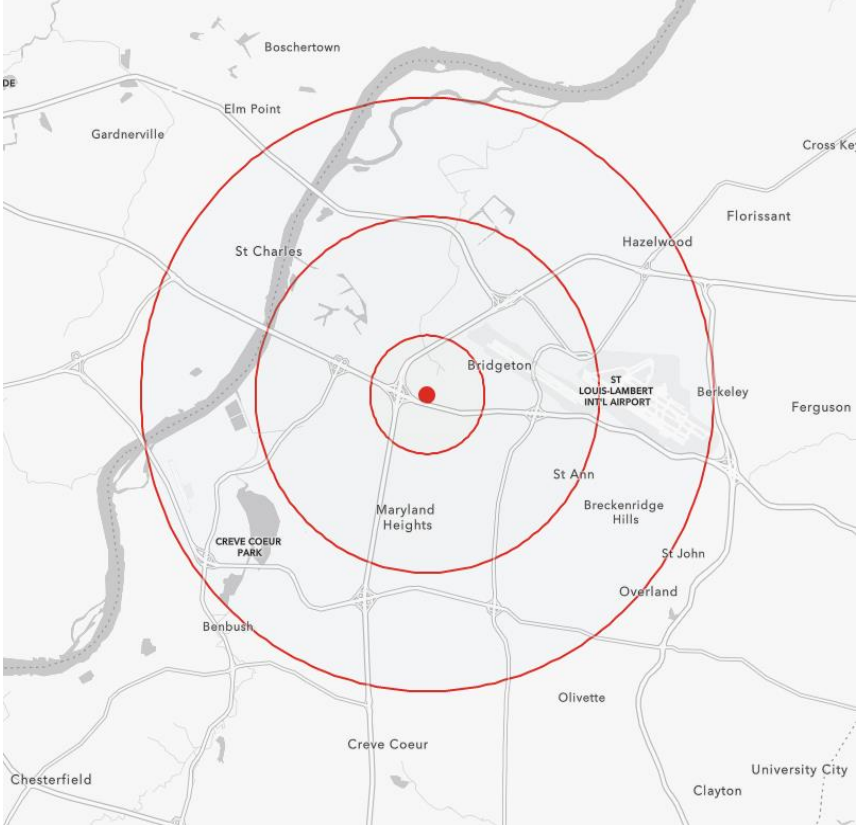 Boschertown
DE
Elm Point
Gardnerville
Cross Key
Florissant
Hazelwood
St Charles
Bridgeton
ST
LOUIS-LAMBERT
INT'L AIRPORT
Berkeley
Ferguson
St Ann
Maryland
Heights
Breckenridge
Hills
CREVE COEUR
PARK
St John
Overland
Benbush
Olivette
Creve Coeur
University City
Chesterfield
Clayton